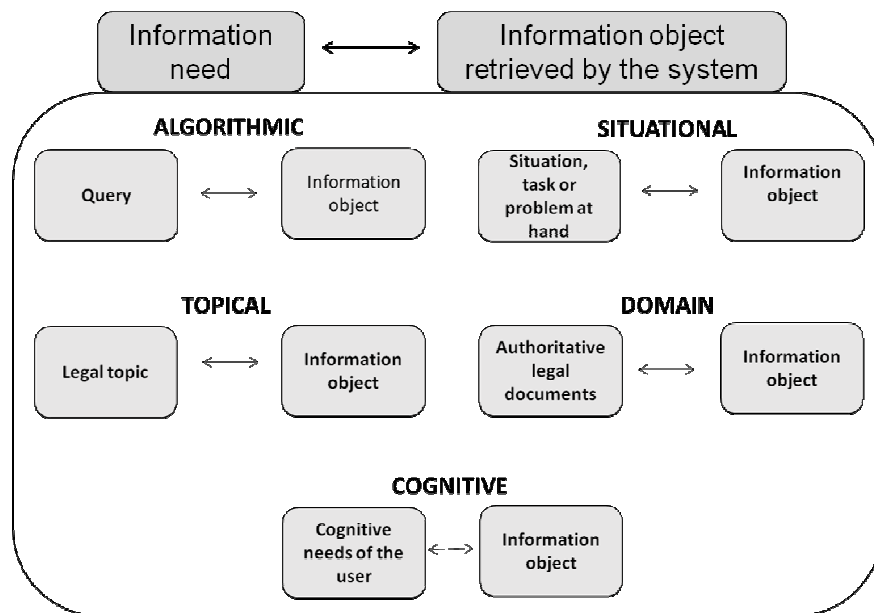 Information
need
Information object
retrieved by the system
ALGORITHMIC
Query
Information
object
SITUATIONAL
Situation,
task or
problem at
hand
Information
object
TOPICAL
Legal topic
Information
object
DOMAIN
Authoritative
legal
documents
Information
object
COGNITIVE
Cognitive
needs of the
user
Information
object